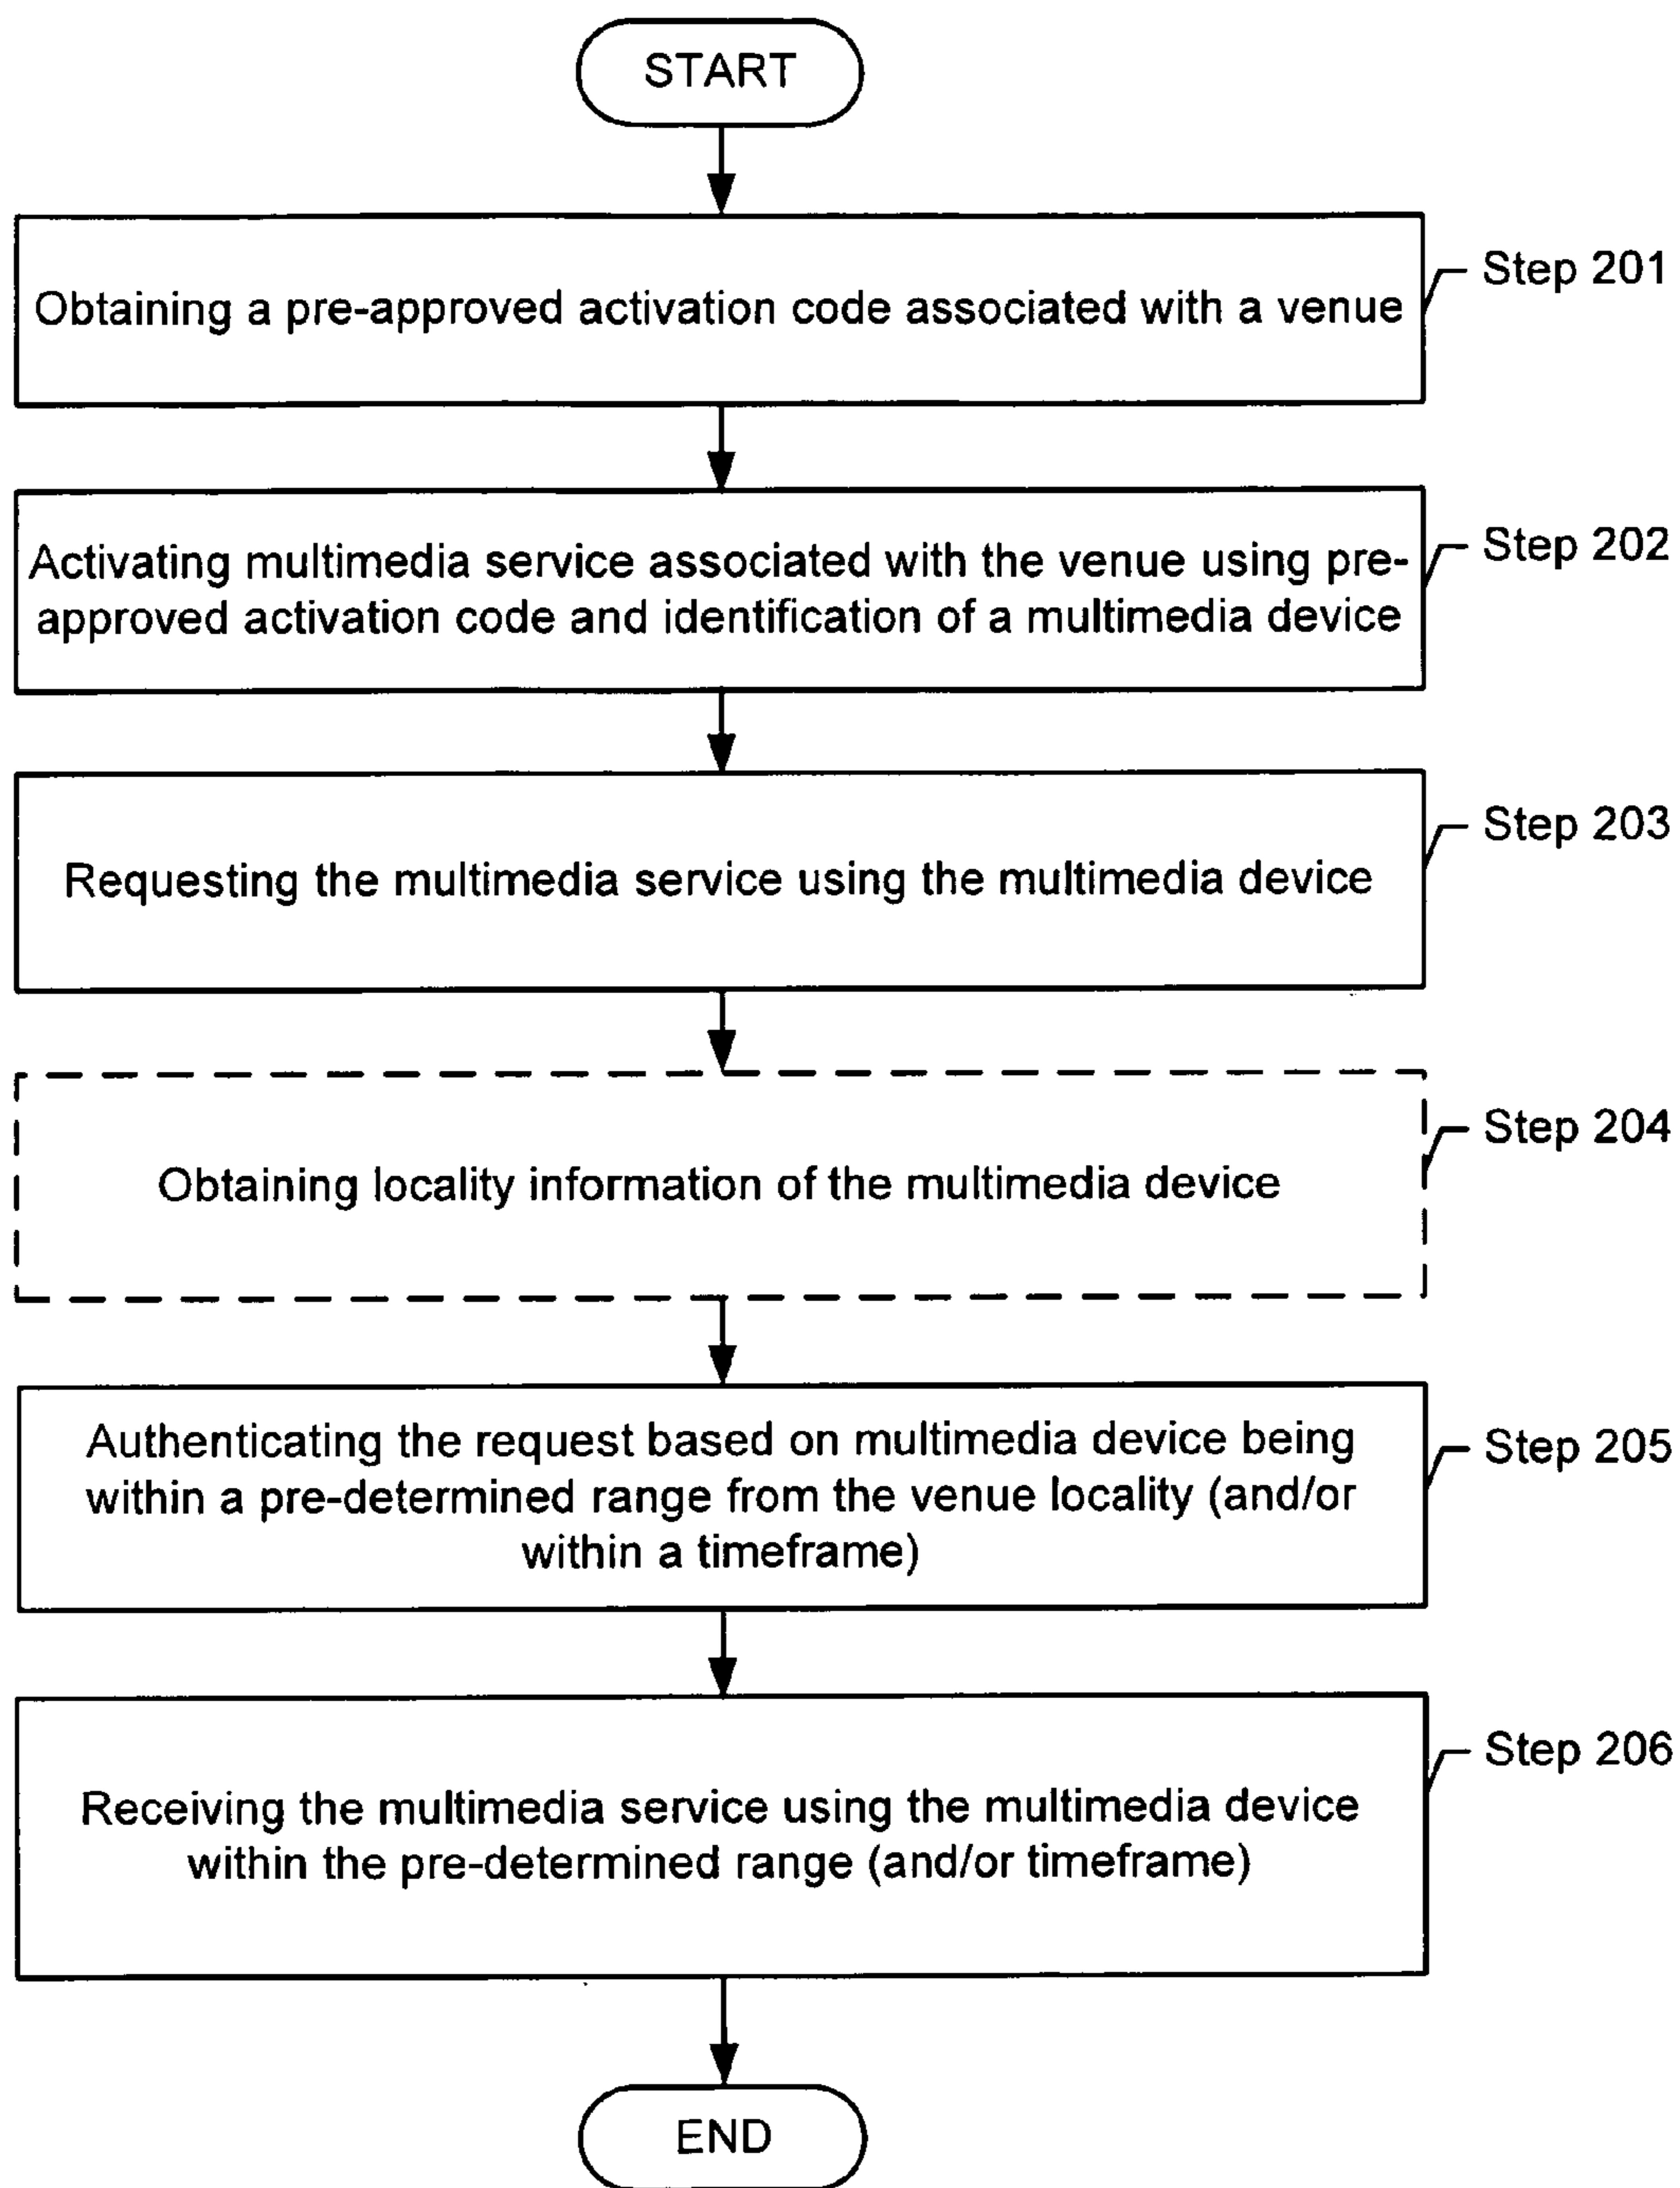 START
Step 201
Obtaining a pre-approved activation code associated with a venue
Step 202
Activating multimedia service associated with the venue using pre-
approved activation code and identification of a multimedia device
Step 203
Requesting the multimedia service using the multimedia device
Step 204
Obtaining locality information of the multimedia device
Step 205
Authenticating the request based on multimedia device being
within a pre-determined range from the venue locality (and/or
within a timeframe)
Step 206
Receiving the multimedia service using the multimedia device
within the pre-determined range (and/or timeframe)
END